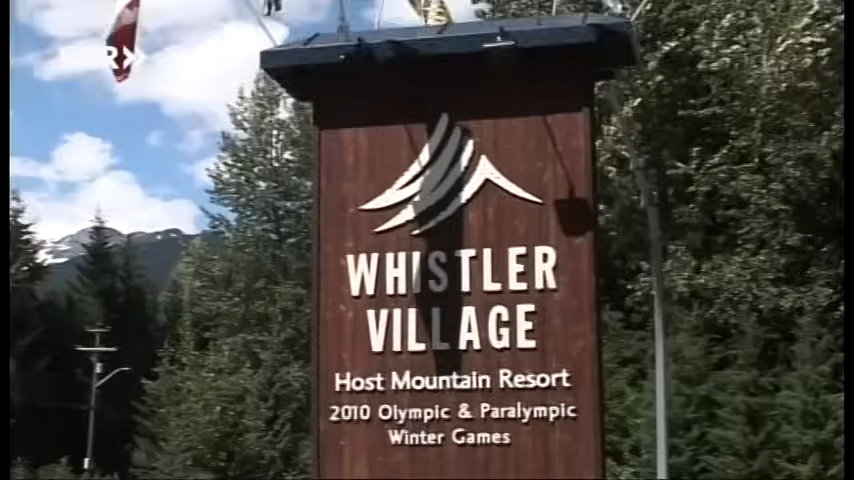 WHISTLER
VILLAGE
Host Mountain Resort
2010 Olympic & Paralympic
Winter Games